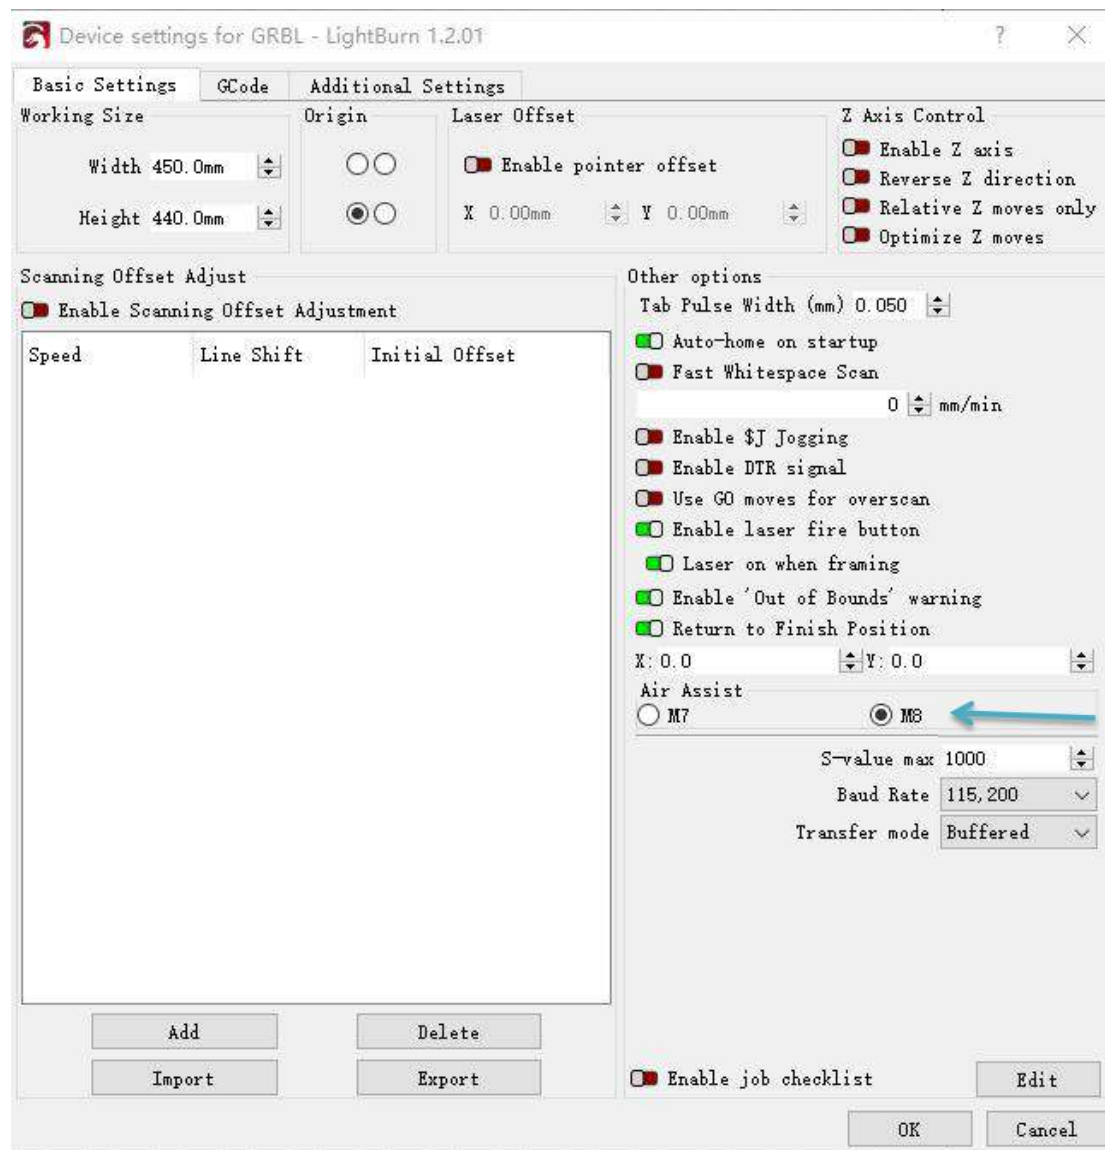 Device settings for GRBL - LightBurn 1.2.01
?
Basic Settings GCode Additional Settings
Working Size
Width 450.0mm
Height 440.0mm
Origin
Laser Offset
Enable pointer offset
X 0.00mm Y 0.00mm
Z Axis Control
Enable Z axis
Reverse Z direction
Relative Z moves only
Optimize Z moves
Scanning Offset Adjust
Enable Scanning Offset Adjustment
Speed Line Shift Initial Offset
Add Delete
Import Export
Other options
Tab Pulse Width (mm) 0.050
Auto-home on startup
Fast Whitespace Scan
0 mm/min
Enable $J Jogging
Enable DTR signal
Use G0 moves for overscan
Enable laser fire button
Laser on when framing
Enable 'Out of Bounds' warning
Return to Finish Position
X: 0.0 Y: 0.0
Air Assist
M7 M8
S-value max 1000
Baud Rate 115,200
Transfer mode Buffered
Enable job checklist Edit
OK Cancel